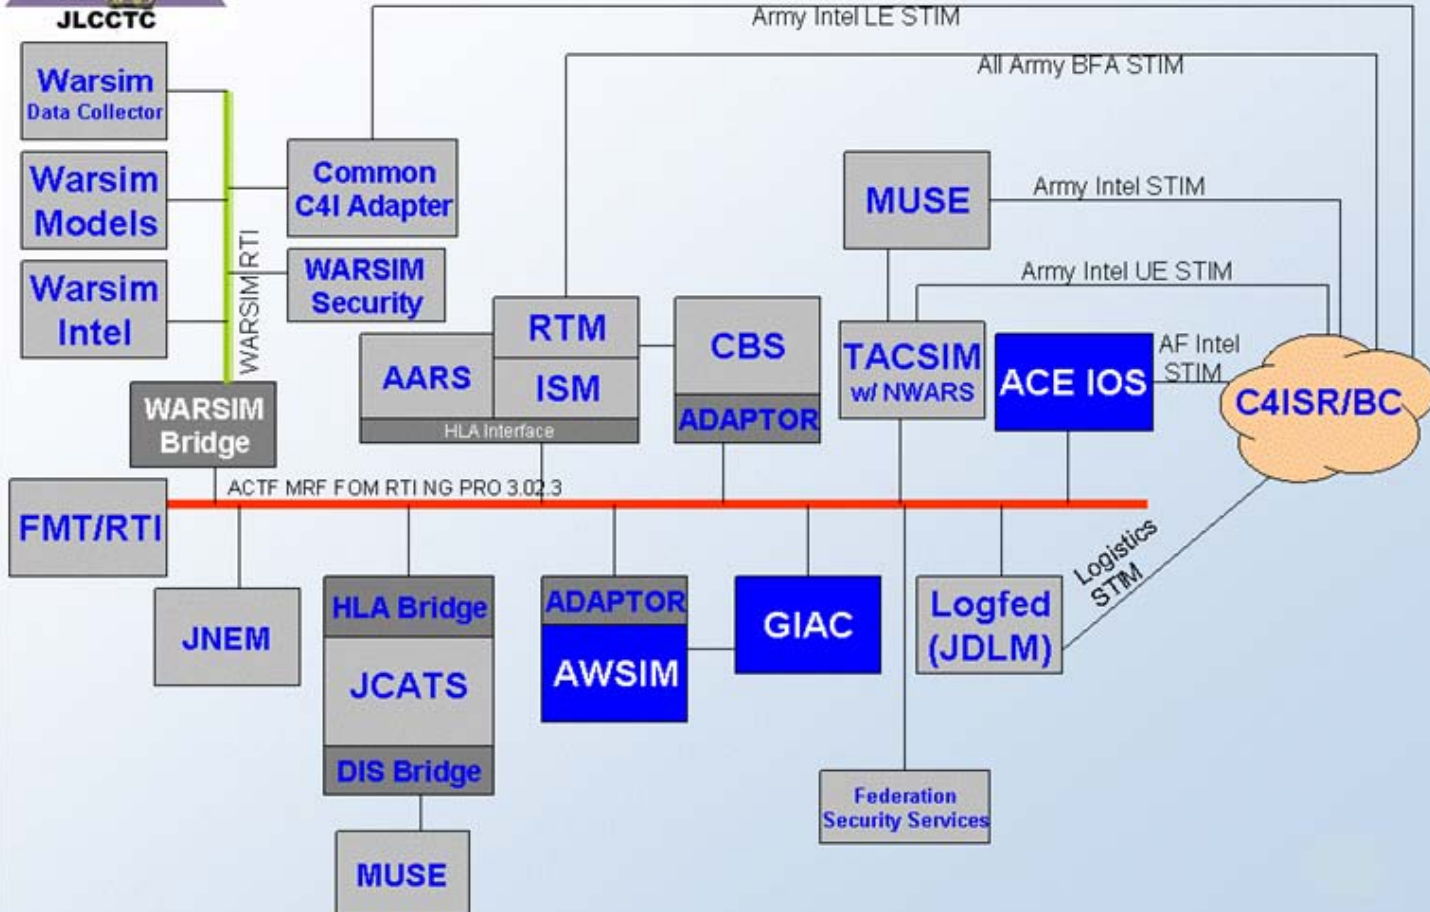 JLCCTC
Army Intel LE STIM
All Army BFA STIM
Warsim
Data Collector
Warsim
Models
Warsim
Intel
WARSIM RTI
Common
C4I Adapter
WARSIM
Security
MUSE
Army Intel STIM
Army Intel UE STIM
RTM
AARS
ISM
HLA Interface
CBS
ADAPTOR
TACSIM
w/ NWARS
ACE IOS
AF Intel
STIM
C4ISR/BC
WARSIM
Bridge
ACTF MRF FOM RTI NG PRO 3.02.3
FMT/RTI
JNEM
HLA Bridge
JCATS
DIS Bridge
MUSE
ADAPTOR
AWSIM
GIAC
Logfed
(JDLM)
Logistics
STIM
Federation
Security Services